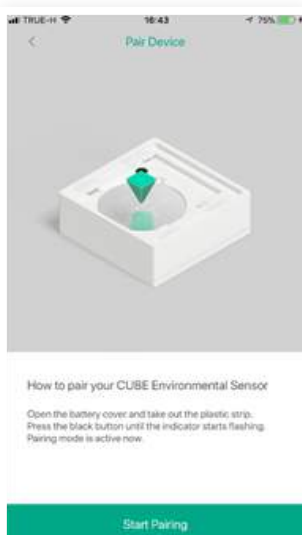 TRUE-H 16:43 75%
Pair Device
How to pair your CUBE Environmental Sensor
Open the battery cover and take out the plastic strip.
Press the black button until the indicator starts flashing.
Pairing mode is active now.
Start Pairing